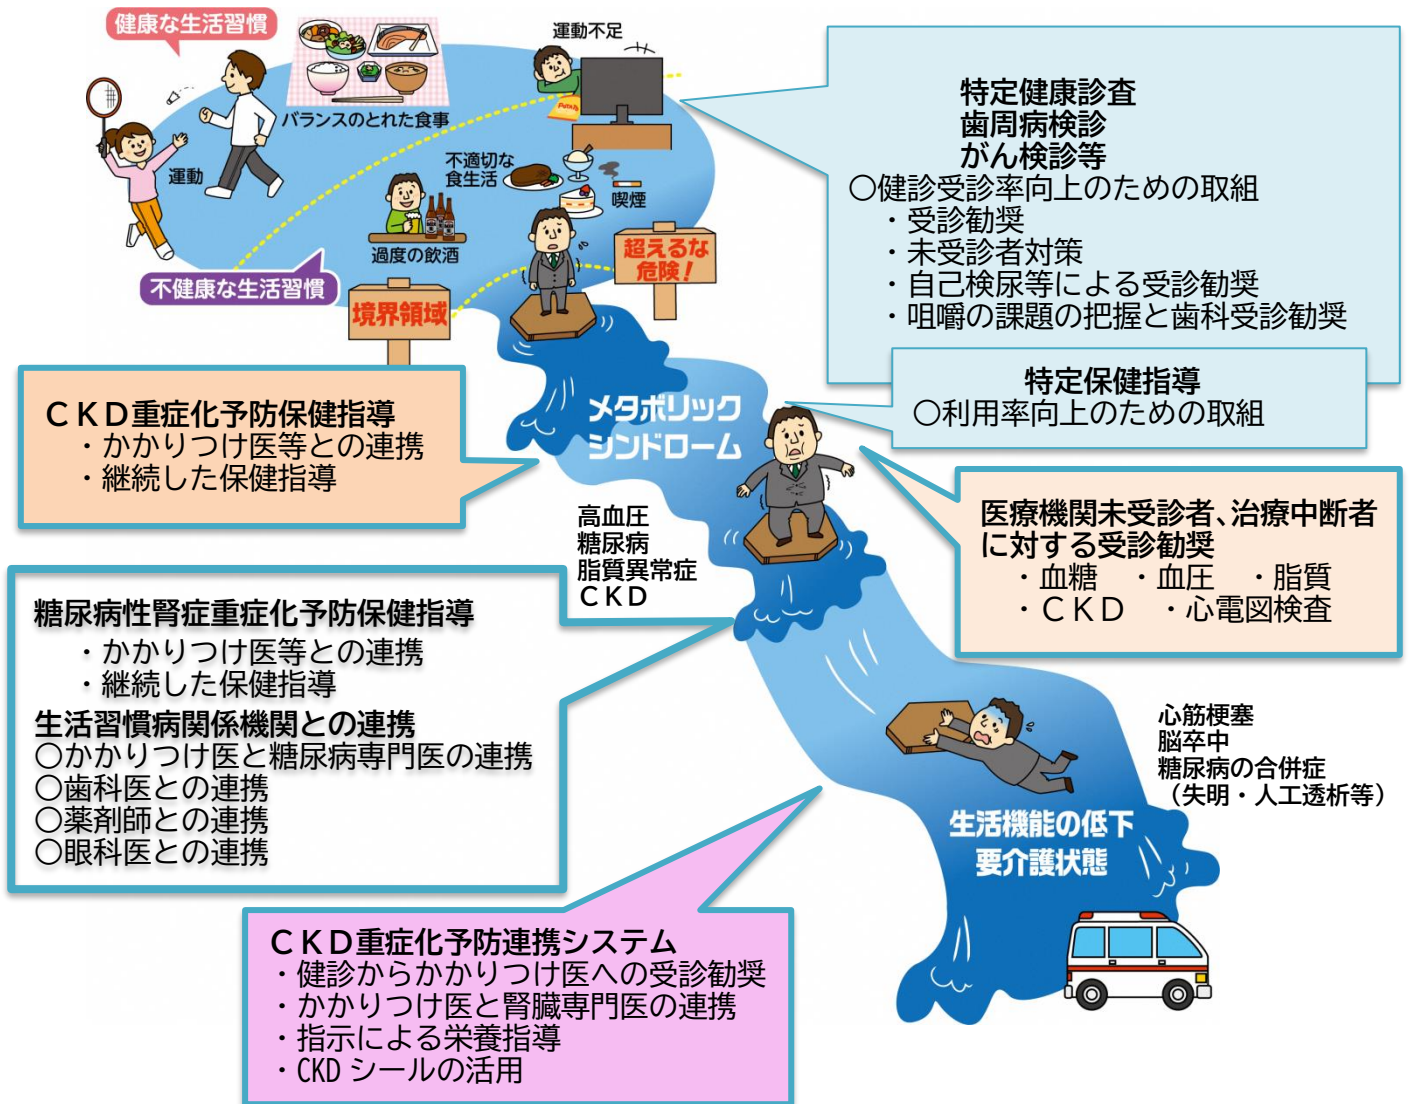 健康な生活習慣
バランスのとれた食事
運動
運動不足
Potato
不適切な
食生活
喫煙
過度の飲酒
不健康な生活習慣
境界領域
超えるな
危険!
特定健康診査
歯周病検診
がん検診等
○健診受診率向上のための取組
・受診勧奨
・未受診者対策
・自己検尿等による受診勧奨
・咀嚼の課題の把握と歯科受診勧奨
特定保健指導
○利用率向上のための取組
メタボリック
シンドローム
ＣＫＤ重症化予防保健指導
・かかりつけ医等との連携
・継続した保健指導
高血圧
糖尿病
脂質異常症
ＣＫＤ
医療機関未受診者、治療中断者
に対する受診勧奨
・血糖　・血圧　・脂質
・ＣＫＤ　・心電図検査
糖尿病性腎症重症化予防保健指導
・かかりつけ医等との連携
・継続した保健指導
生活習慣病関係機関との連携
○かかりつけ医と糖尿病専門医の連携
○歯科医との連携
○薬剤師との連携
○眼科医との連携
心筋梗塞
脳卒中
糖尿病の合併症
（失明・人工透析等）
生活機能の低下
要介護状態
ＣＫＤ重症化予防連携システム
・健診からかかりつけ医への受診勧奨
・かかりつけ医と腎臓専門医の連携
・指示による栄養指導
・CKDシールの活用